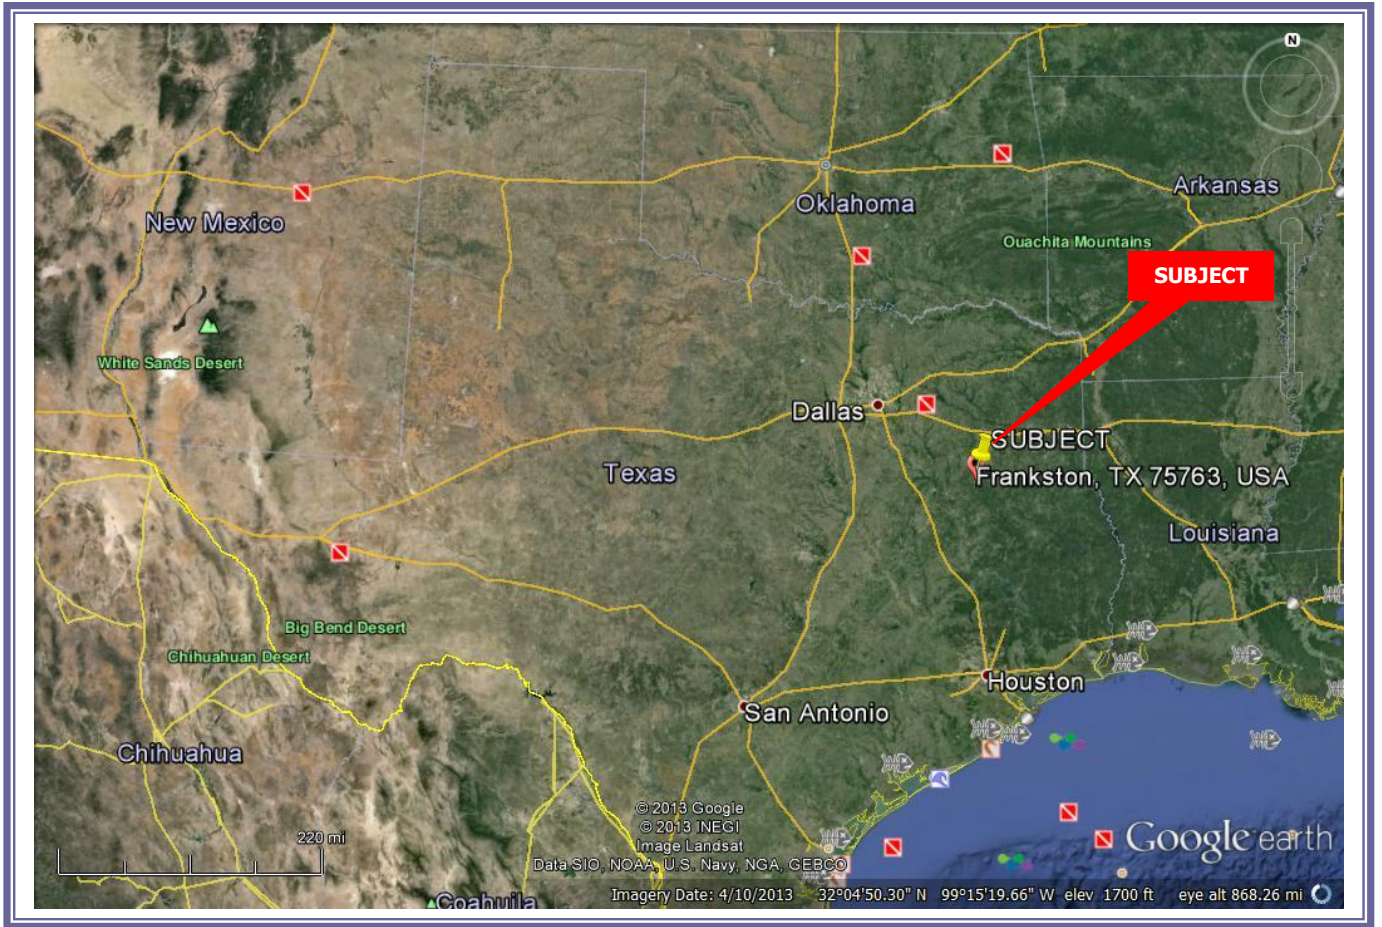 N
Arkansas
Oklahoma
New Mexico
Ouachita Mountains
SUBJECT
White Sands Desert
Dallas
SUBJECT
Texas
Frankston, TX 75763, USA
Louisiana
Big Bend Desert
Chihuahuan Desert
Houston
San Antonio
Chihuahua
© 2013 Google
© 2013 INEGI
Image Landsat
Data SIO, NOAA, U.S. Navy, NGA, GEBCO
220 mi
Google earth
Coahuila
Imagery Date: 4/10/2013 32°04'50.30" N 99°15'19.66" W elev 1700 ft eye alt 868.26 mi